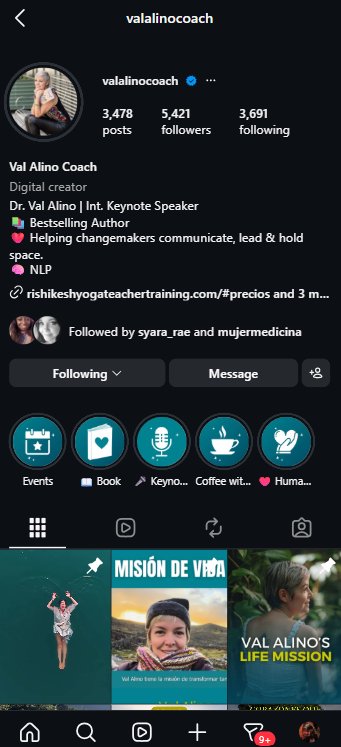 valalinocoach
valalinocoach
3,478 5,421 3,691
posts followers following
Val Alino Coach
Digital creator
Dr. Val Alino | Int. Keynote Speaker
📚 Bestselling Author
❤️ Helping changemakers communicate, lead & hold
space.
🧠 NLP
rishikeshyogateachertraining.com/#precios and 3 m...
Followed by syara_rae and mujermedicina
Following Message
Events 📖 Book 🎤 Keyno... Coffee wit... ❤️ Huma...
MISIÓN DE VIDA
Val Alino tiene la misión de transformar
VAL ALINO'S
LIFE MISSION
9+